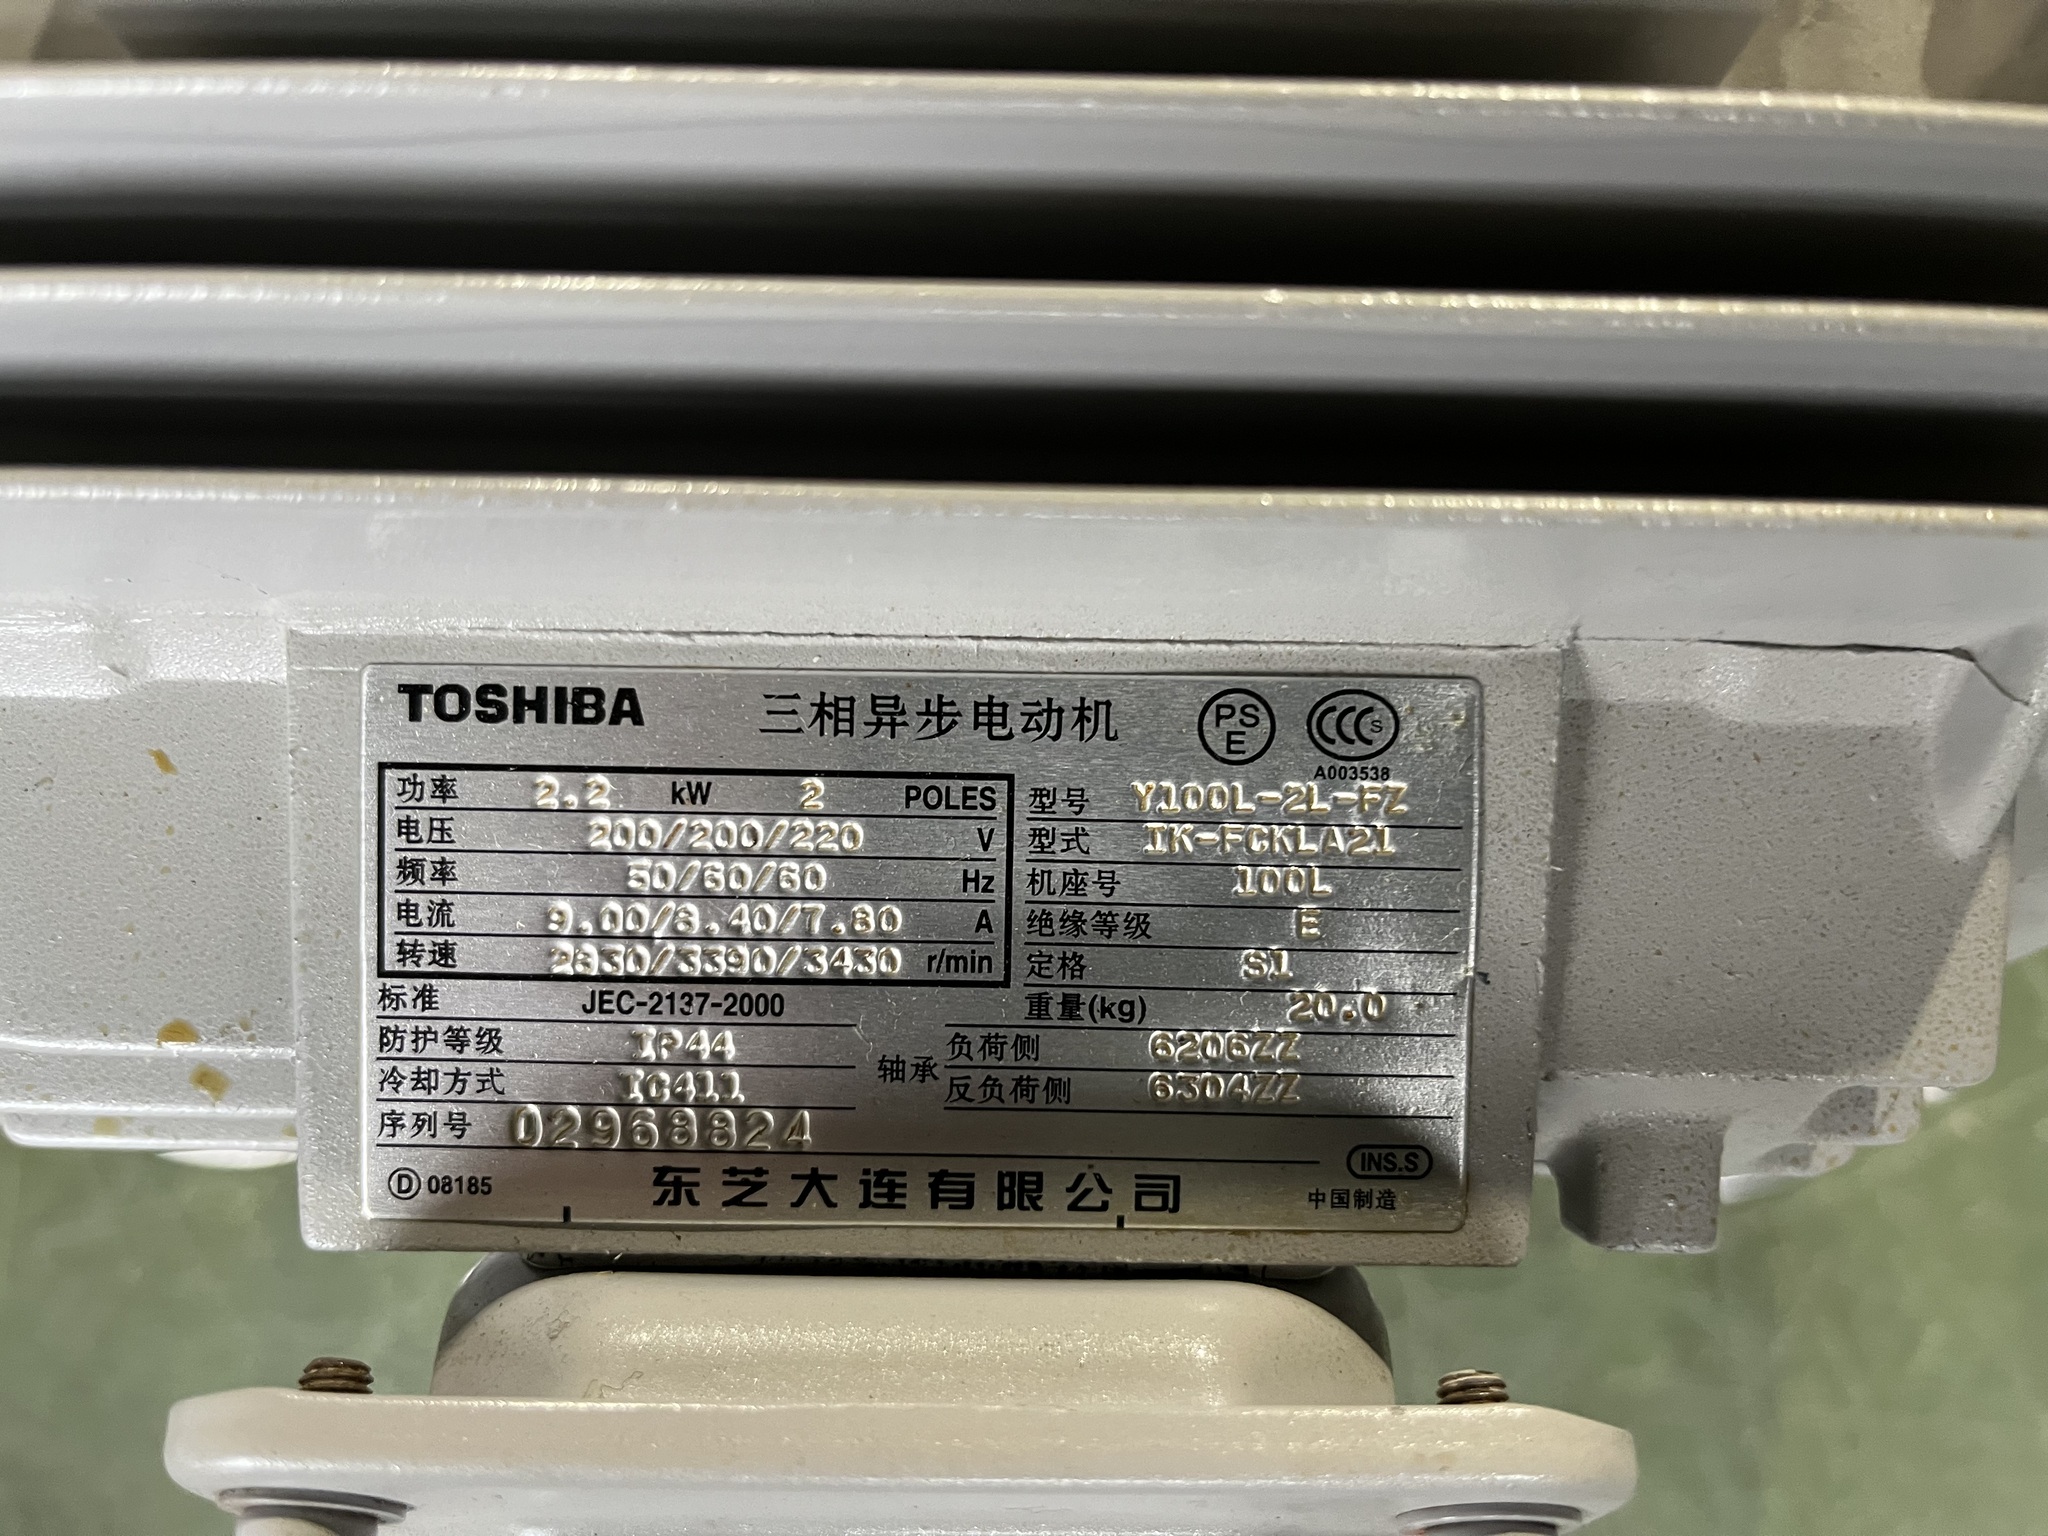 TOSHIBA 三相异步电动机 PSE CCC S
A003538
功率 2.2 kW 2 POLES
电压 200/200/220 V
频率 50/60/60 Hz
电流 9.00/8.40/7.80 A
转速 2830/3390/3430 r/min
标准 JEC-2137-2000
防护等级 IP44
冷却方式 IC411
序列号 02968824
型号 Y100L-2L-FZ
型式 IK-FCKLA21
机座号 100L
绝缘等级 E
定格 S1
重量(kg) 20.0
轴承 负荷侧 6206ZZ
反负荷侧 6304ZZ
INS.S
D 08185 东芝大连有限公司 中国制造